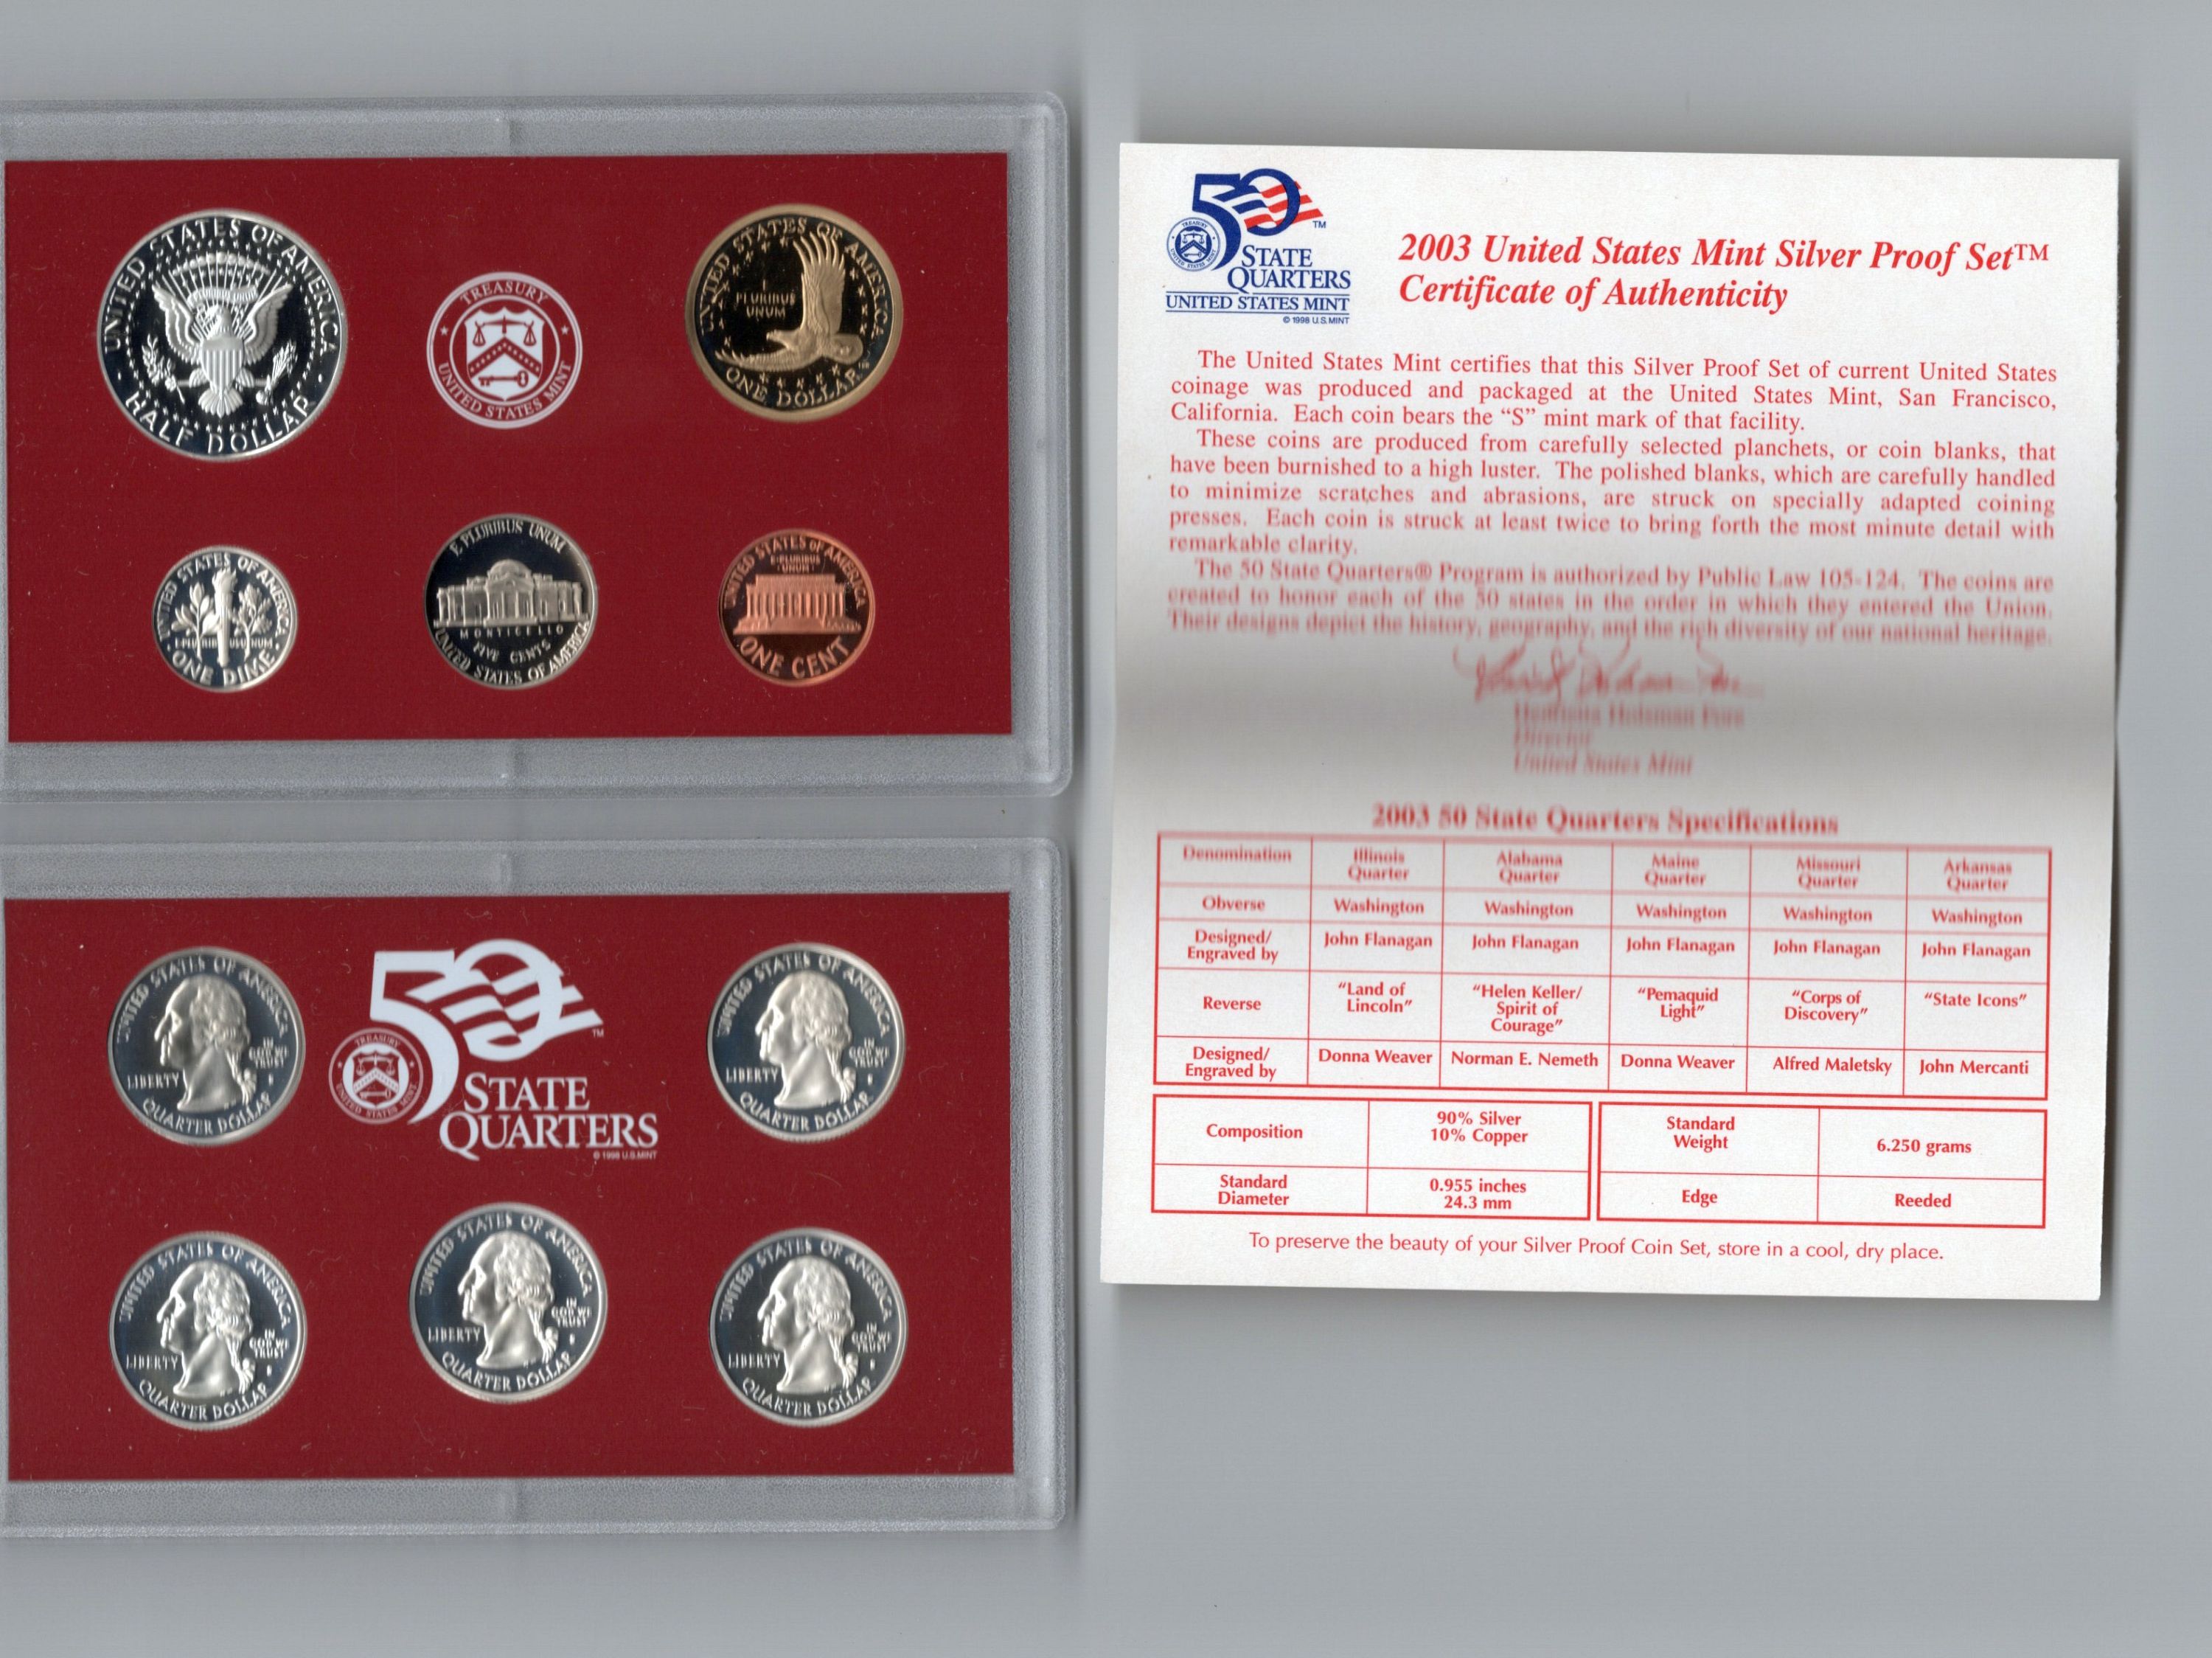 UNITED STATES OF AMERICA
PLURIBUS UNUM
HALF DOLLAR
TREASURY
UNITED STATES MINT
UNITED STATES OF AMERICA
E
PLURIBUS
UNUM
ONE DOLLAR
UNITED STATES OF AMERICA
E PLURIBUS UNUM
ONE DIME
E PLURIBUS UNUM
MONTICELLO
FIVE CENTS
UNITED STATES OF AMERICA
UNITED STATES OF AMERICA
E·PLURIBUS
UNUM
ONE CENT
UNITED STATES OF AMERICA
IN
GOD WE
TRUST
LIBERTY
QUARTER DOLLAR
50
TM
TREASURY
UNITED STATES MINT
STATE
QUARTERS
© 1998 U.S.MINT
UNITED STATES OF AMERICA
IN
GOD WE
TRUST
LIBERTY
QUARTER DOLLAR
UNITED STATES OF AMERICA
IN
GOD WE
TRUST
LIBERTY
QUARTER DOLLAR
UNITED STATES OF AMERICA
IN
GOD WE
TRUST
LIBERTY
QUARTER DOLLAR
UNITED STATES OF AMERICA
IN
GOD WE
TRUST
LIBERTY
QUARTER DOLLAR
50
TM
TREASURY
STATE
QUARTERS
UNITED STATES MINT
© 1998 U.S.MINT
2003 United States Mint Silver Proof Set™
Certificate of Authenticity
The United States Mint certifies that this Silver Proof Set of current United States
coinage was produced and packaged at the United States Mint, San Francisco,
California. Each coin bears the “S” mint mark of that facility.
These coins are produced from carefully selected planchets, or coin blanks, that
have been burnished to a high luster. The polished blanks, which are carefully handled
to minimize scratches and abrasions, are struck on specially adapted coining
presses. Each coin is struck at least twice to bring forth the most minute detail with
remarkable clarity.
The 50 State Quarters® Program is authorized by Public Law 105-124. The coins are
created to honor each of the 50 states in the order in which they entered the Union.
Their designs depict the history, geography, and the rich diversity of our national heritage.
Henrietta Holsman Fore
Director
United States Mint
2003 50 State Quarters Specifications
Denomination Illinois Quarter Alabama Quarter Maine Quarter Missouri Quarter Arkansas Quarter
Obverse Washington Washington Washington Washington Washington
Designed/ Engraved by John Flanagan John Flanagan John Flanagan John Flanagan John Flanagan
Reverse “Land of Lincoln” “Helen Keller/ Spirit of Courage” “Pemaquid Light” “Corps of Discovery” “State Icons”
Designed/ Engraved by Donna Weaver Norman E. Nemeth Donna Weaver Alfred Maletsky John Mercanti
Composition 90% Silver 10% Copper Standard Weight 6.250 grams
Standard Diameter 0.955 inches 24.3 mm Edge Reeded
To preserve the beauty of your Silver Proof Coin Set, store in a cool, dry place.